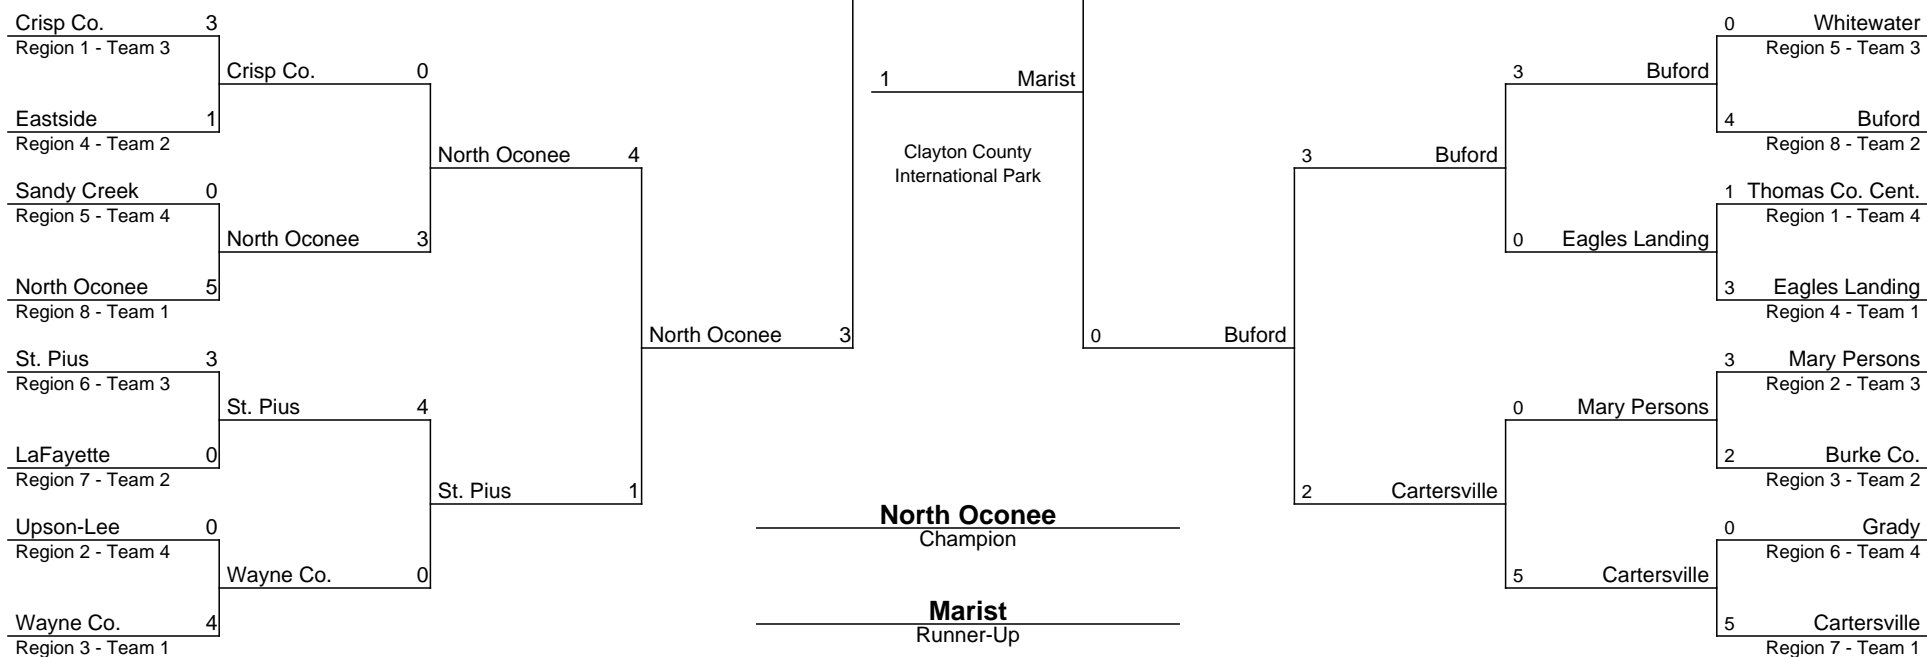 Crisp Co. 3
Region 1 - Team 3
Crisp Co. 0
Eastside 1
Region 4 - Team 2
North Oconee 4
Sandy Creek 0
Region 5 - Team 4
North Oconee 3
North Oconee 5
Region 8 - Team 1
North Oconee 3
St. Pius 3
Region 6 - Team 3
St. Pius 4
LaFayette 0
Region 7 - Team 2
St. Pius 1
Upson-Lee 0
Region 2 - Team 4
Wayne Co. 0
Wayne Co. 4
Region 3 - Team 1
1 Marist
Clayton County
International Park
North Oconee
Champion
Marist
Runner-Up
0 Whitewater
Region 5 - Team 3
3 Buford
4 Buford
Region 8 - Team 2
3 Buford
1 Thomas Co. Cent.
Region 1 - Team 4
0 Eagles Landing
3 Eagles Landing
Region 4 - Team 1
0 Buford
3 Mary Persons
Region 2 - Team 3
0 Mary Persons
2 Burke Co.
Region 3 - Team 2
2 Cartersville
0 Grady
Region 6 - Team 4
5 Cartersville
5 Cartersville
Region 7 - Team 1